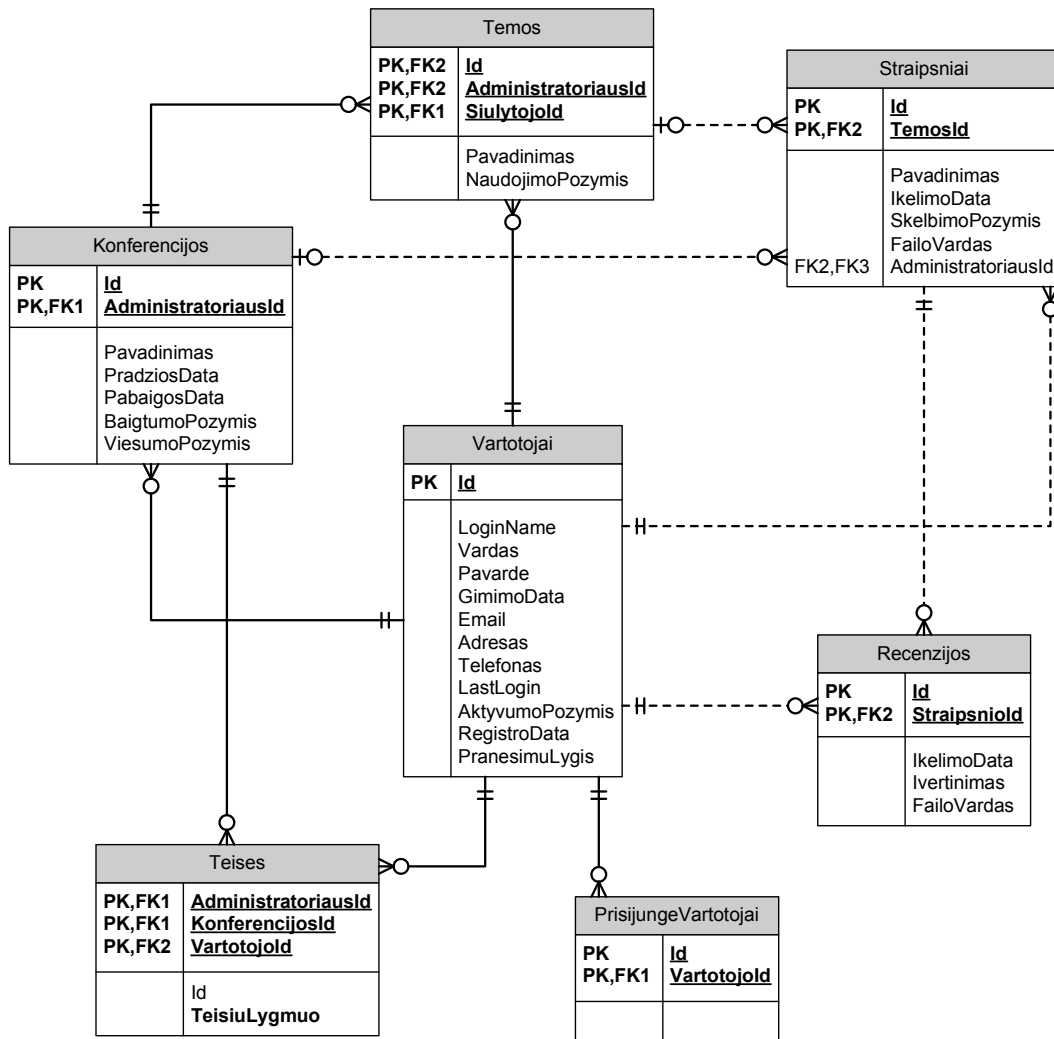 Temos
PK,FK2 Id
PK,FK2 AdministratoriausId
PK,FK1 SiulytojoId
Pavadinimas
NaudojimoPozymis
Straipsniai
PK Id
PK,FK2 TemosId
Pavadinimas
IkelimoData
SkelbimoPozymis
FailoVardas
FK2,FK3 AdministratoriausId
Konferencijos
PK Id
PK,FK1 AdministratoriausId
Pavadinimas
PradziosData
PabaigosData
BaigtumoPozymis
ViesumoPozymis
Vartotojai
PK Id
LoginName
Vardas
Pavarde
GimimoData
Email
Adresas
Telefonas
LastLogin
AktyvumoPozymis
RegistroData
PranesimuLygis
Recenzijos
PK Id
PK,FK2 StraipsnioId
IkelimoData
Ivertinimas
FailoVardas
Teises
PK,FK1 AdministratoriausId
PK,FK1 KonferencijosId
PK,FK2 VartotojoId
Id
TeisiuLygmuo
PrisijungeVartotojai
PK Id
PK,FK1 VartotojoId